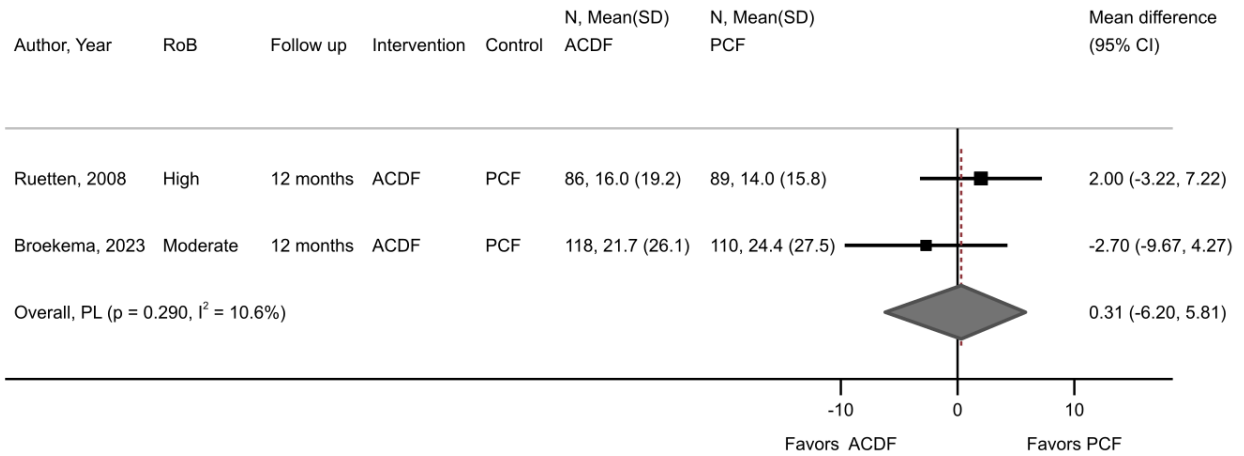 N, Mean(SD) N, Mean(SD) Mean difference
Author, Year RoB Follow up Intervention Control ACDF PCF (95% CI)
Ruetten, 2008 High 12 months ACDF PCF 86, 16.0 (19.2) 89, 14.0 (15.8) 2.00 (-3.22, 7.22)
Broekema, 2023 Moderate 12 months ACDF PCF 118, 21.7 (26.1) 110, 24.4 (27.5) -2.70 (-9.67, 4.27)
Overall, PL (p = 0.290, I² = 10.6%) 0.31 (-6.20, 5.81)
-10 0 10
Favors ACDF Favors PCF